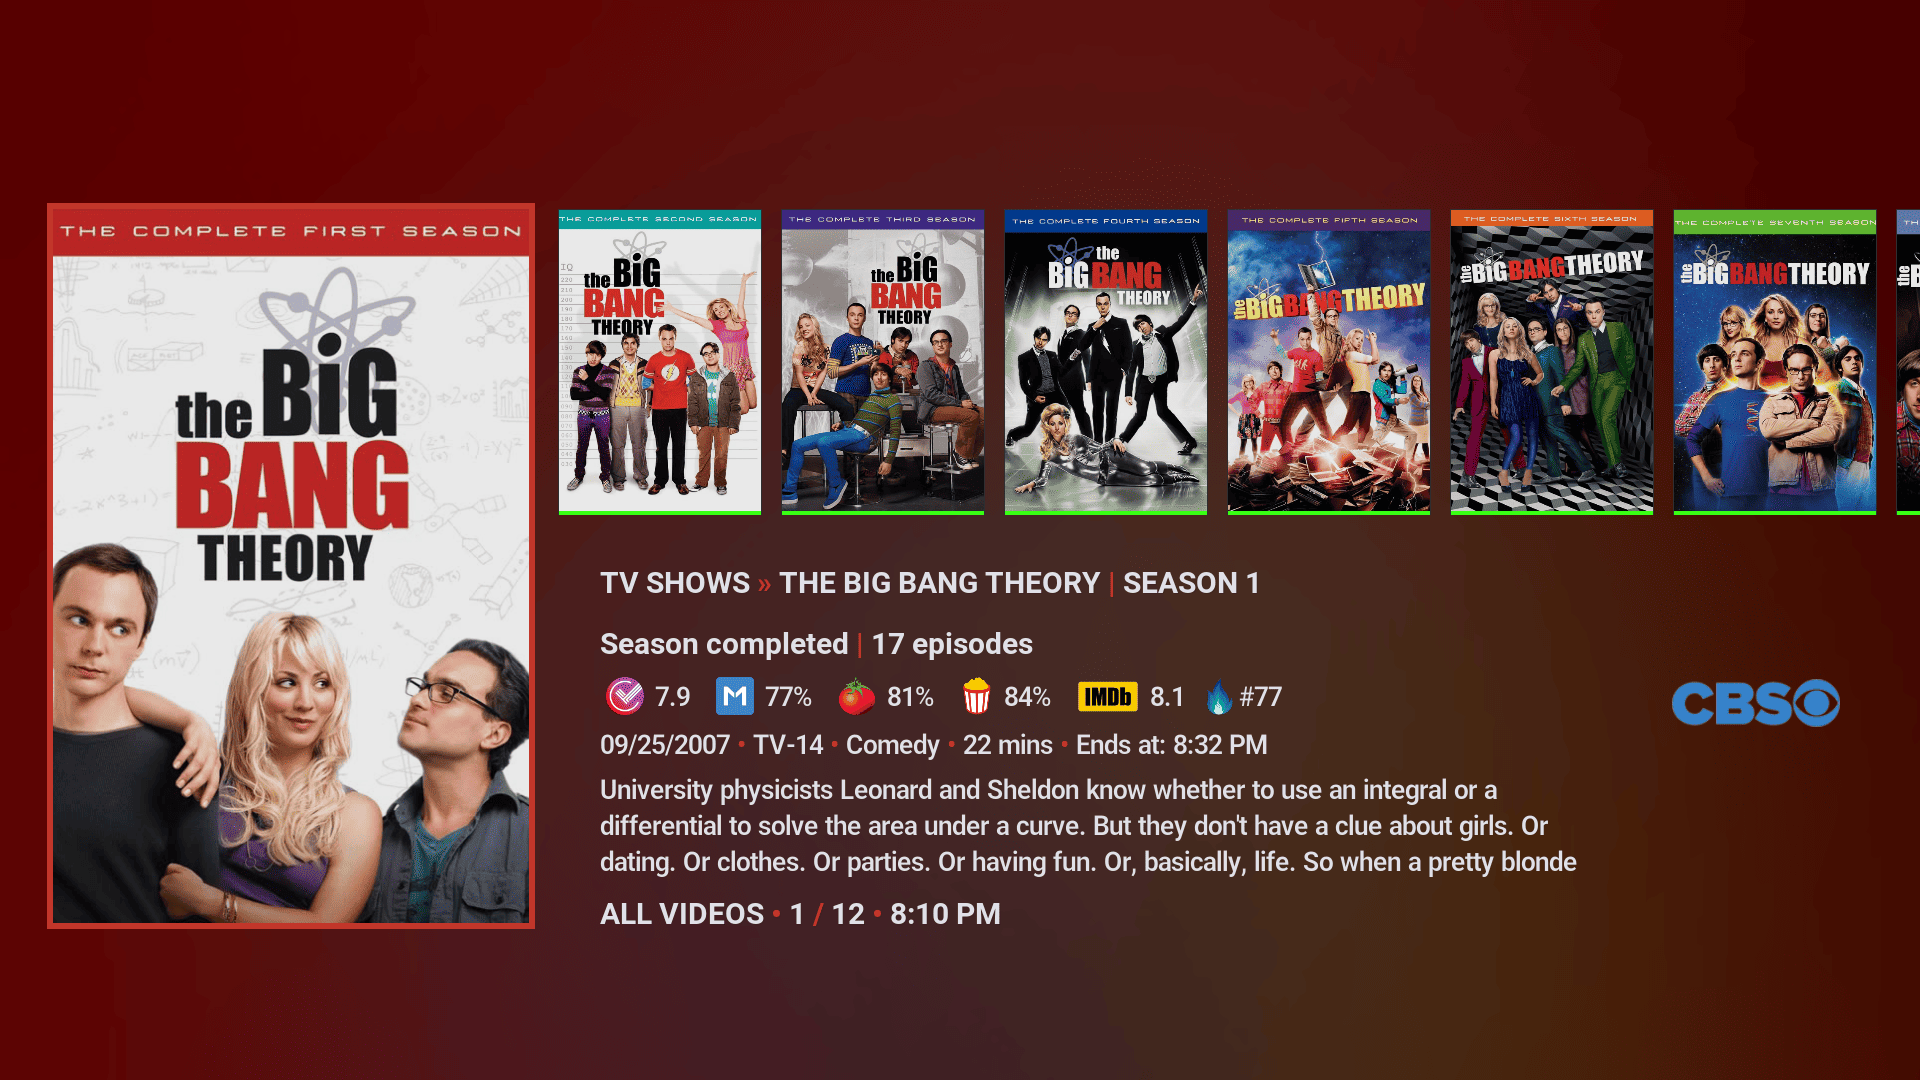 THE COMPLETE FIRST SEASON
the BiG
BANG
THEORY
THE COMPLETE SECOND SEASON
IQ
the BiG
BANG
THEORY
THE COMPLETE THIRD SEASON
the BiG
BANG
THEORY
THE COMPLETE FOURTH SEASON
the
BiG BANG
THEORY
THE COMPLETE FIFTH SEASON
the BiG BANG THEORY
THE COMPLETE SIXTH SEASON
the BiG BANG THEORY
THE COMPLETE SEVENTH SEASON
the BiG BANG THEORY
TV SHOWS » THE BIG BANG THEORY | SEASON 1
Season completed | 17 episodes
7.9 M 77% 81% 84% IMDb 8.1 #77
CBS
09/25/2007 • TV-14 • Comedy • 22 mins • Ends at: 8:32 PM
University physicists Leonard and Sheldon know whether to use an integral or a
differential to solve the area under a curve. But they don't have a clue about girls. Or
dating. Or clothes. Or parties. Or having fun. Or, basically, life. So when a pretty blonde
ALL VIDEOS • 1 / 12 • 8:10 PM